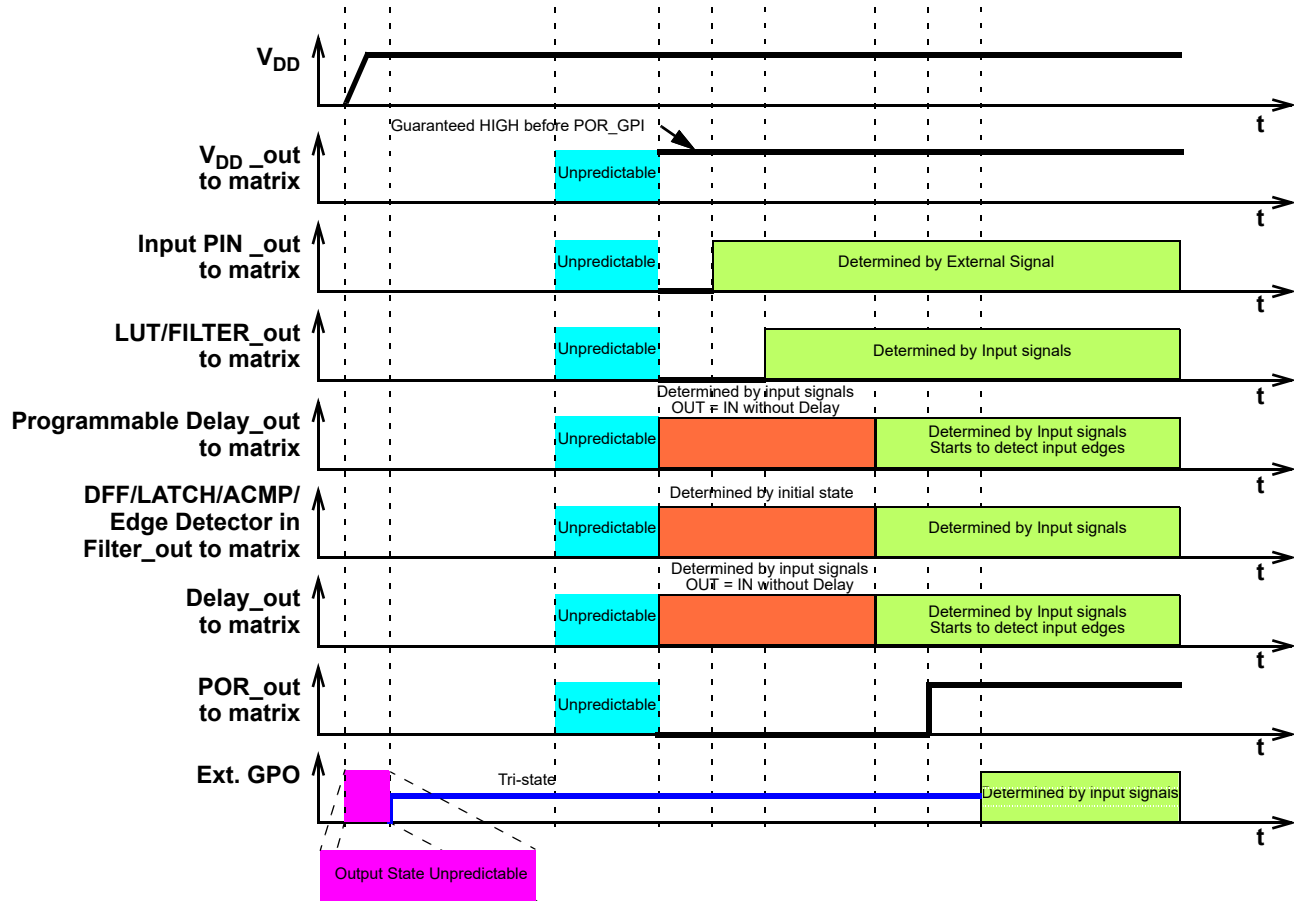 VDD
t
Guaranteed HIGH before POR_GPI
VDD _out
to matrix
Unpredictable
t
Input PIN _out
to matrix
Unpredictable
Determined by External Signal
t
LUT/FILTER_out
to matrix
Unpredictable
Determined by Input signals
t
Determined by input signals
OUT = IN without Delay
Programmable Delay_out
to matrix
Unpredictable
Determined by Input signals
Starts to detect input edges
t
DFF/LATCH/ACMP/
Edge Detector in
Filter_out to matrix
Determined by initial state
Unpredictable
Determined by Input signals
t
Determined by input signals
OUT = IN without Delay
Delay_out
to matrix
Unpredictable
Determined by Input signals
Starts to detect input edges
t
POR_out
to matrix
Unpredictable
t
Ext. GPO
Tri-state
Determined by input signals
t
Output State Unpredictable